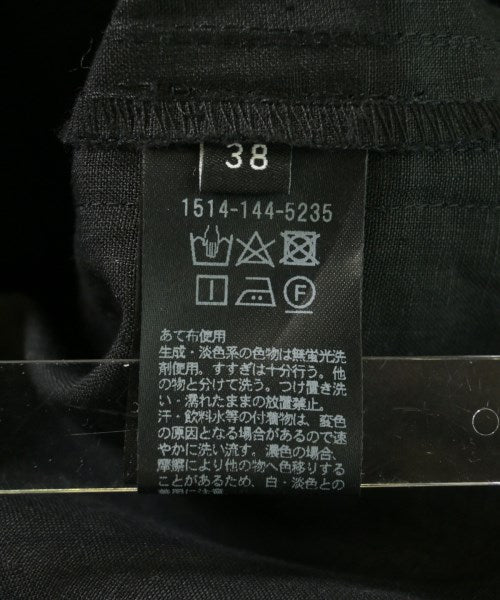 38
1514-144-5235
F
あて布使用
生成・淡色系の色物は無蛍光洗
剤使用。すすぎは十分行う。他
の物と分けて洗う。つけ置き洗
い・濡れたままの放置禁止。
汗・飲料水等の付着物は、変色
の原因となる場合があるので速
やかに洗い流す。濃色の場合、
摩擦により他の物へ色移りする
ことがあるため、白・淡色との